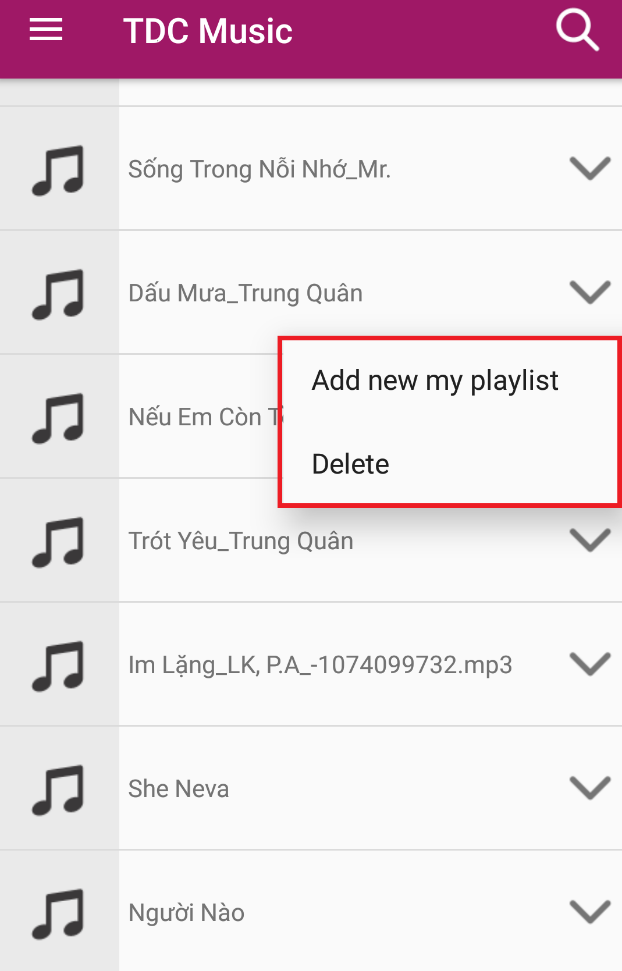 TDC Music
Sống Trong Nỗi Nhớ_Mr.
Dấu Mưa_Trung Quân
Add new my playlist
Nếu Em Còn
Delete
Trót Yêu_Trung Quân
Im Lặng_LK, P.A_-1074099732.mp3
She Neva
Người Nào